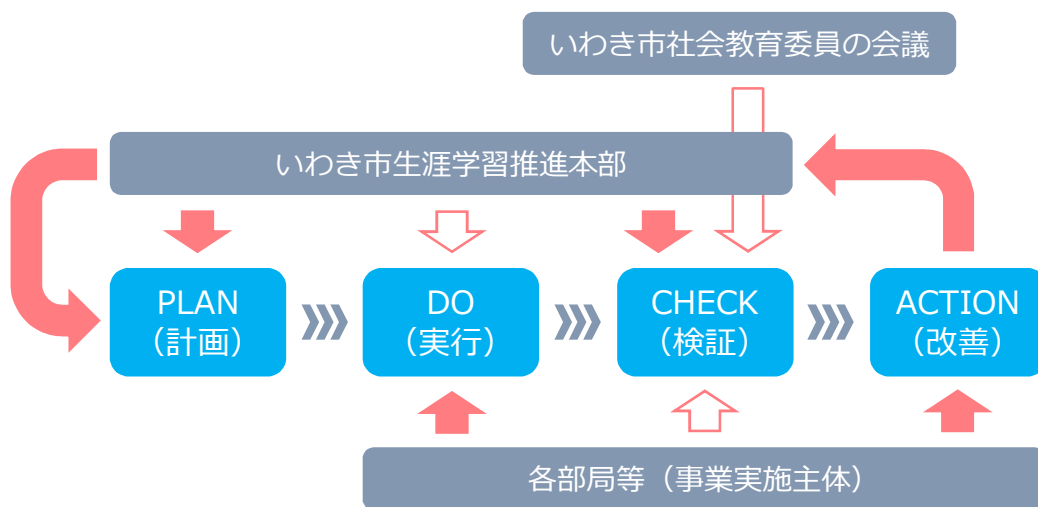 いわき市社会教育委員の会議
いわき市生涯学習推進本部
PLAN
（計画）
DO
（実行）
CHECK
（検証）
ACTION
（改善）
各部局等（事業実施主体）